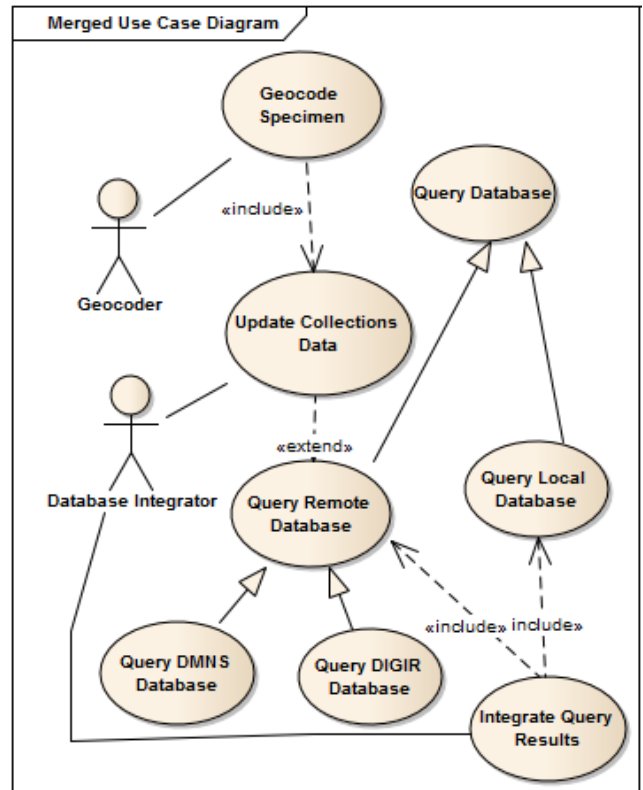 Merged Use Case Diagram
Geocode
Specimen
Query Database
«include»
Geocoder
Update Collections
Data
«extend»
Database Integrator
Query Remote
Database
Query Local
Database
«include»
include»
Query DMNS
Database
Query DIGIR
Database
Integrate Query
Results